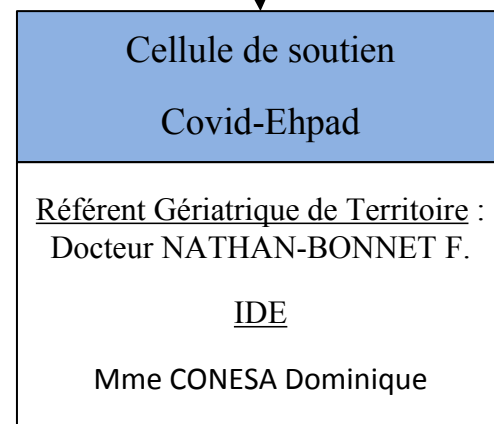 Cellule de soutien
Covid-Ehpad
Référent Gériatrique de Territoire :
Docteur NATHAN-BONNET F.
IDE
Mme CONESA Dominique